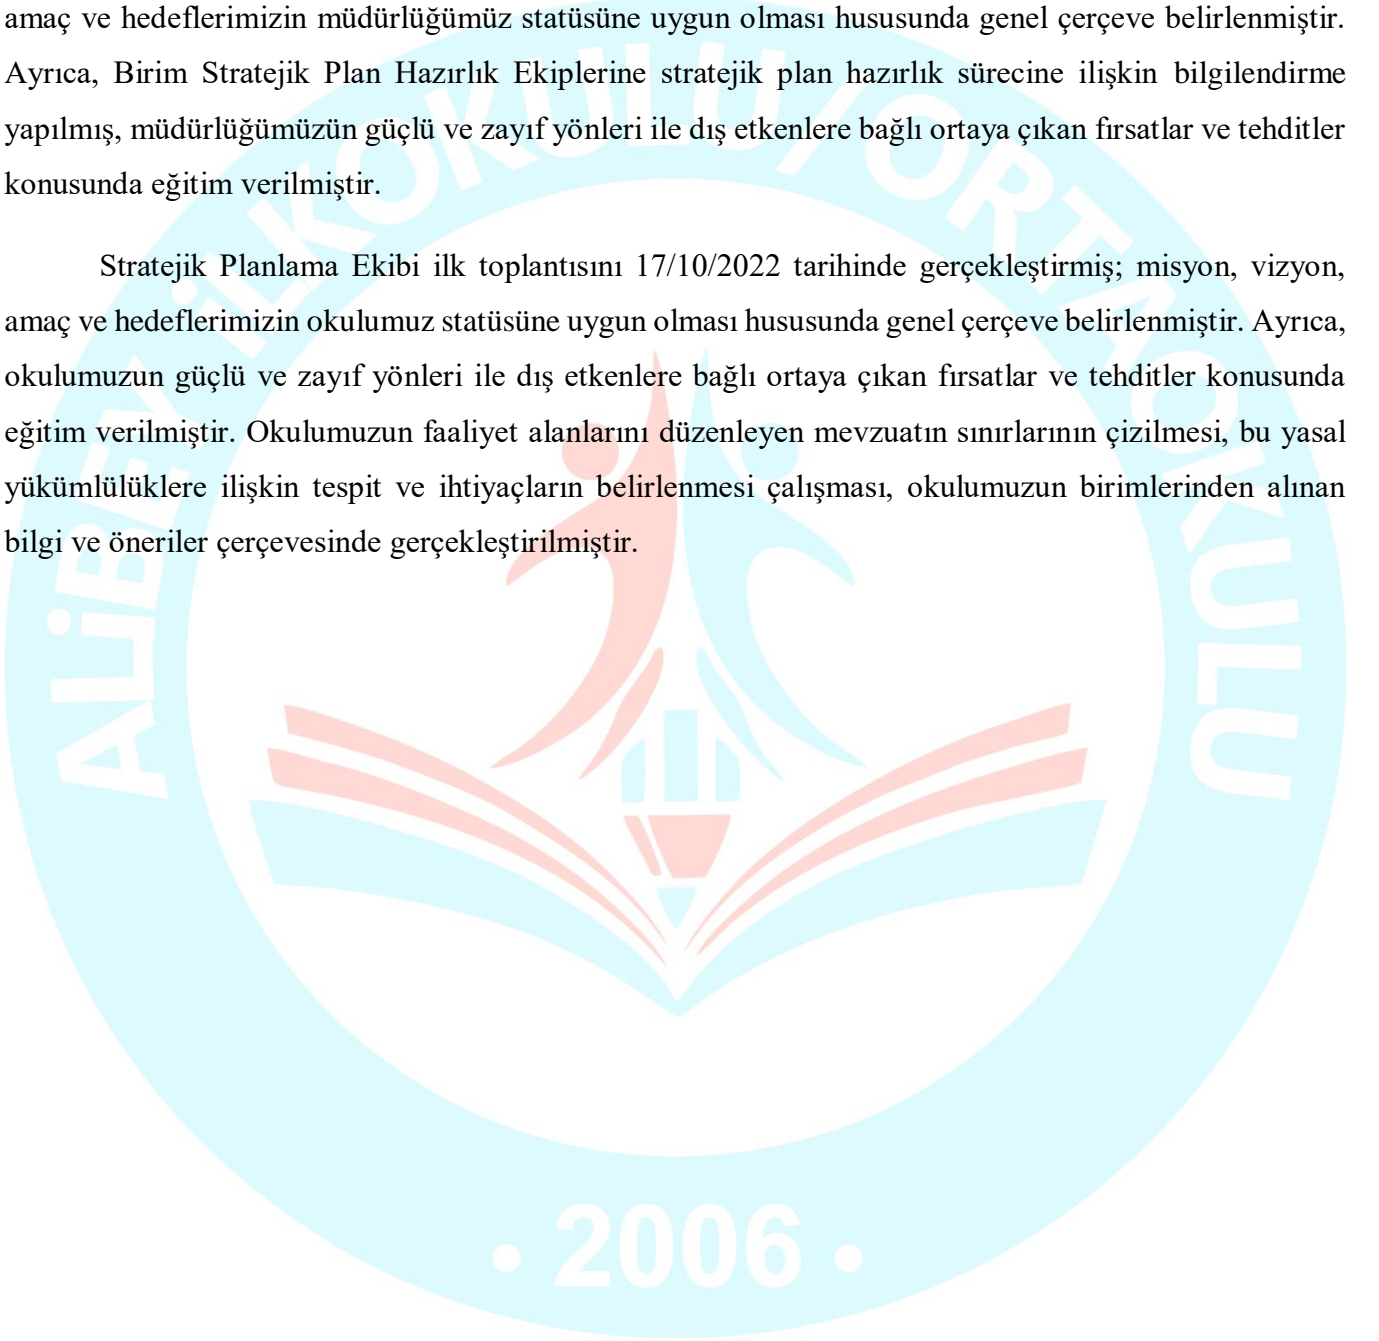 amaç ve hedeflerimizin müdürlüğümüz statüsüne uygun olması hususunda genel çerçeve belirlenmiştir.
Ayrıca, Birim Stratejik Plan Hazırlık Ekiplerine stratejik plan hazırlık sürecine ilişkin bilgilendirme
yapılmış, müdürlüğümüzün güçlü ve zayıf yönleri ile dış etkenlere bağlı ortaya çıkan fırsatlar ve tehditler
konusunda eğitim verilmiştir.
Stratejik Planlama Ekibi ilk toplantısını 17/10/2022 tarihinde gerçekleştirmiş; misyon, vizyon,
amaç ve hedeflerimizin okulumuz statüsüne uygun olması hususunda genel çerçeve belirlenmiştir. Ayrıca,
okulumuzun güçlü ve zayıf yönleri ile dış etkenlere bağlı ortaya çıkan fırsatlar ve tehditler konusunda
eğitim verilmiştir. Okulumuzun faaliyet alanlarını düzenleyen mevzuatın sınırlarının çizilmesi, bu yasal
yükümlülüklere ilişkin tespit ve ihtiyaçların belirlenmesi çalışması, okulumuzun birimlerinden alınan
bilgi ve öneriler çerçevesinde gerçekleştirilmiştir.
ALİBEY İLKOKULU/ORTAOKULU
• 2006 •